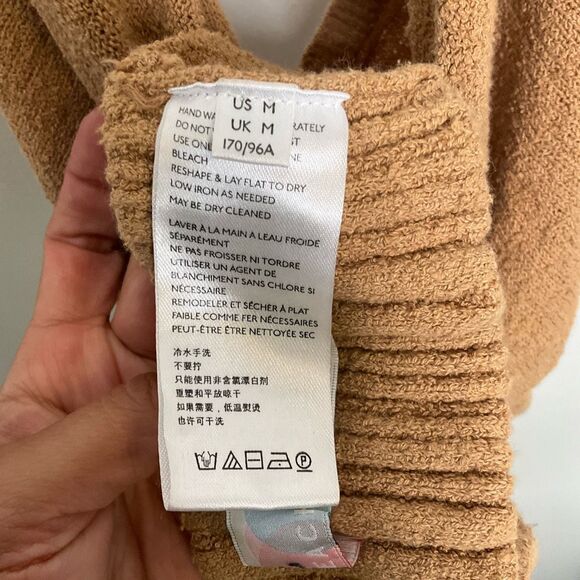 US M
UK M
170/96A
HAND WA RATELY
DO NOT
USE ONL
BLEACH
RESHAPE & LAY FLAT TO DRY
LOW IRON AS NEEDED
MAY BE DRY CLEANED
LAVER À LA MAIN A LEAU FROIDE
SÉPARÉMENT
NE PAS FROISSER NI TORDRE
UTILISER UN AGENT DE
BLANCHIMENT SANS CHLORE SI
NÉCESSAIRE
REMODELER ET SÉCHER À PLAT
FAIBLE COMME FER NÉCESSAIRES
PEUT-ÊTRE ÊTRE NETTOYÉE SEC
冷水手洗
不要拧
只能使用非含氯漂白剂
重塑和平放晾干
如果需要，低温熨烫
也许可干洗
P